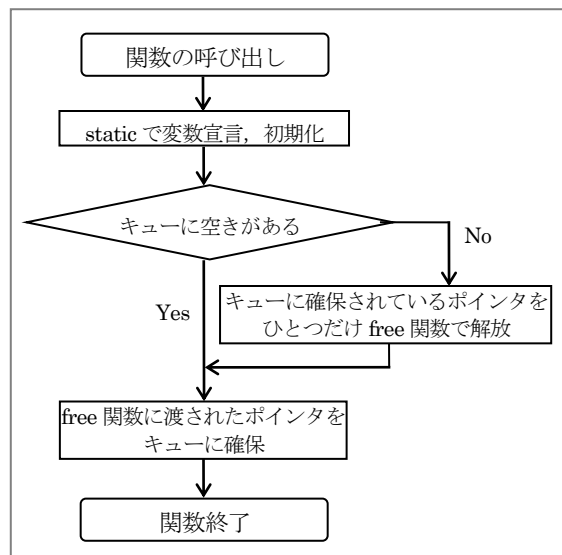 関数の呼び出し
static で変数宣言，初期化
キューに空きがある
No
Yes
キューに確保されているポインタを
ひとつだけ free 関数で解放
free 関数に渡されたポインタを
キューに確保
関数終了